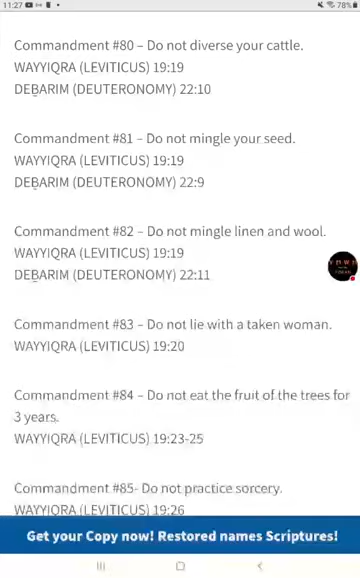 11:27
78%
Commandment #80 – Do not diverse your cattle.
WAYYIQRA (LEVITICUS) 19:19
DEḆARIM (DEUTERONOMY) 22:10
Commandment #81 – Do not mingle your seed.
WAYYIQRA (LEVITICUS) 19:19
DEḆARIM (DEUTERONOMY) 22:9
Commandment #82 – Do not mingle linen and wool.
WAYYIQRA (LEVITICUS) 19:19
DEḆARIM (DEUTERONOMY) 22:11
Commandment #83 – Do not lie with a taken woman.
WAYYIQRA (LEVITICUS) 19:20
Commandment #84 – Do not eat the fruit of the trees for
3 years.
WAYYIQRA (LEVITICUS) 19:23-25
Commandment #85- Do not practice sorcery.
WAYYIQRA (LEVITICUS) 19:26
Get your Copy now! Restored names Scriptures!